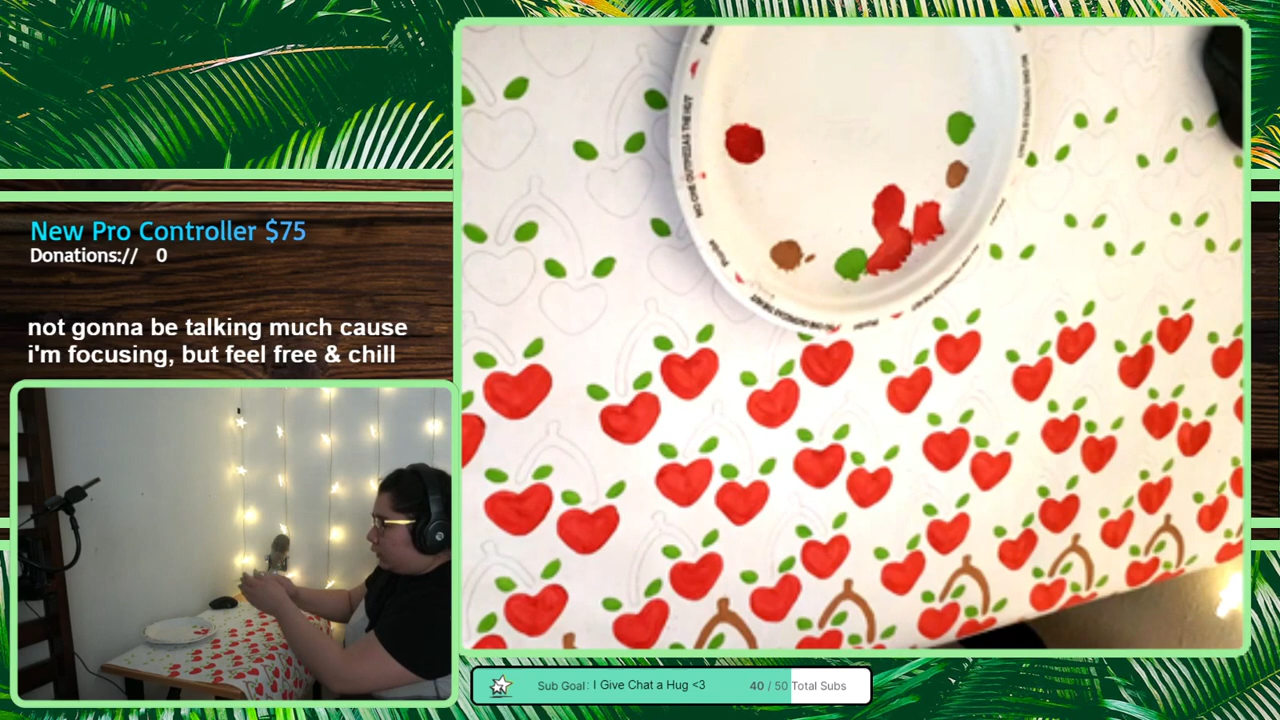 New Pro Controller $75
Donations:// 0
not gonna be talking much cause
i'm focusing, but feel free & chill
Sub Goal: I Give Chat a Hug <3 40 / 50 Total Subs